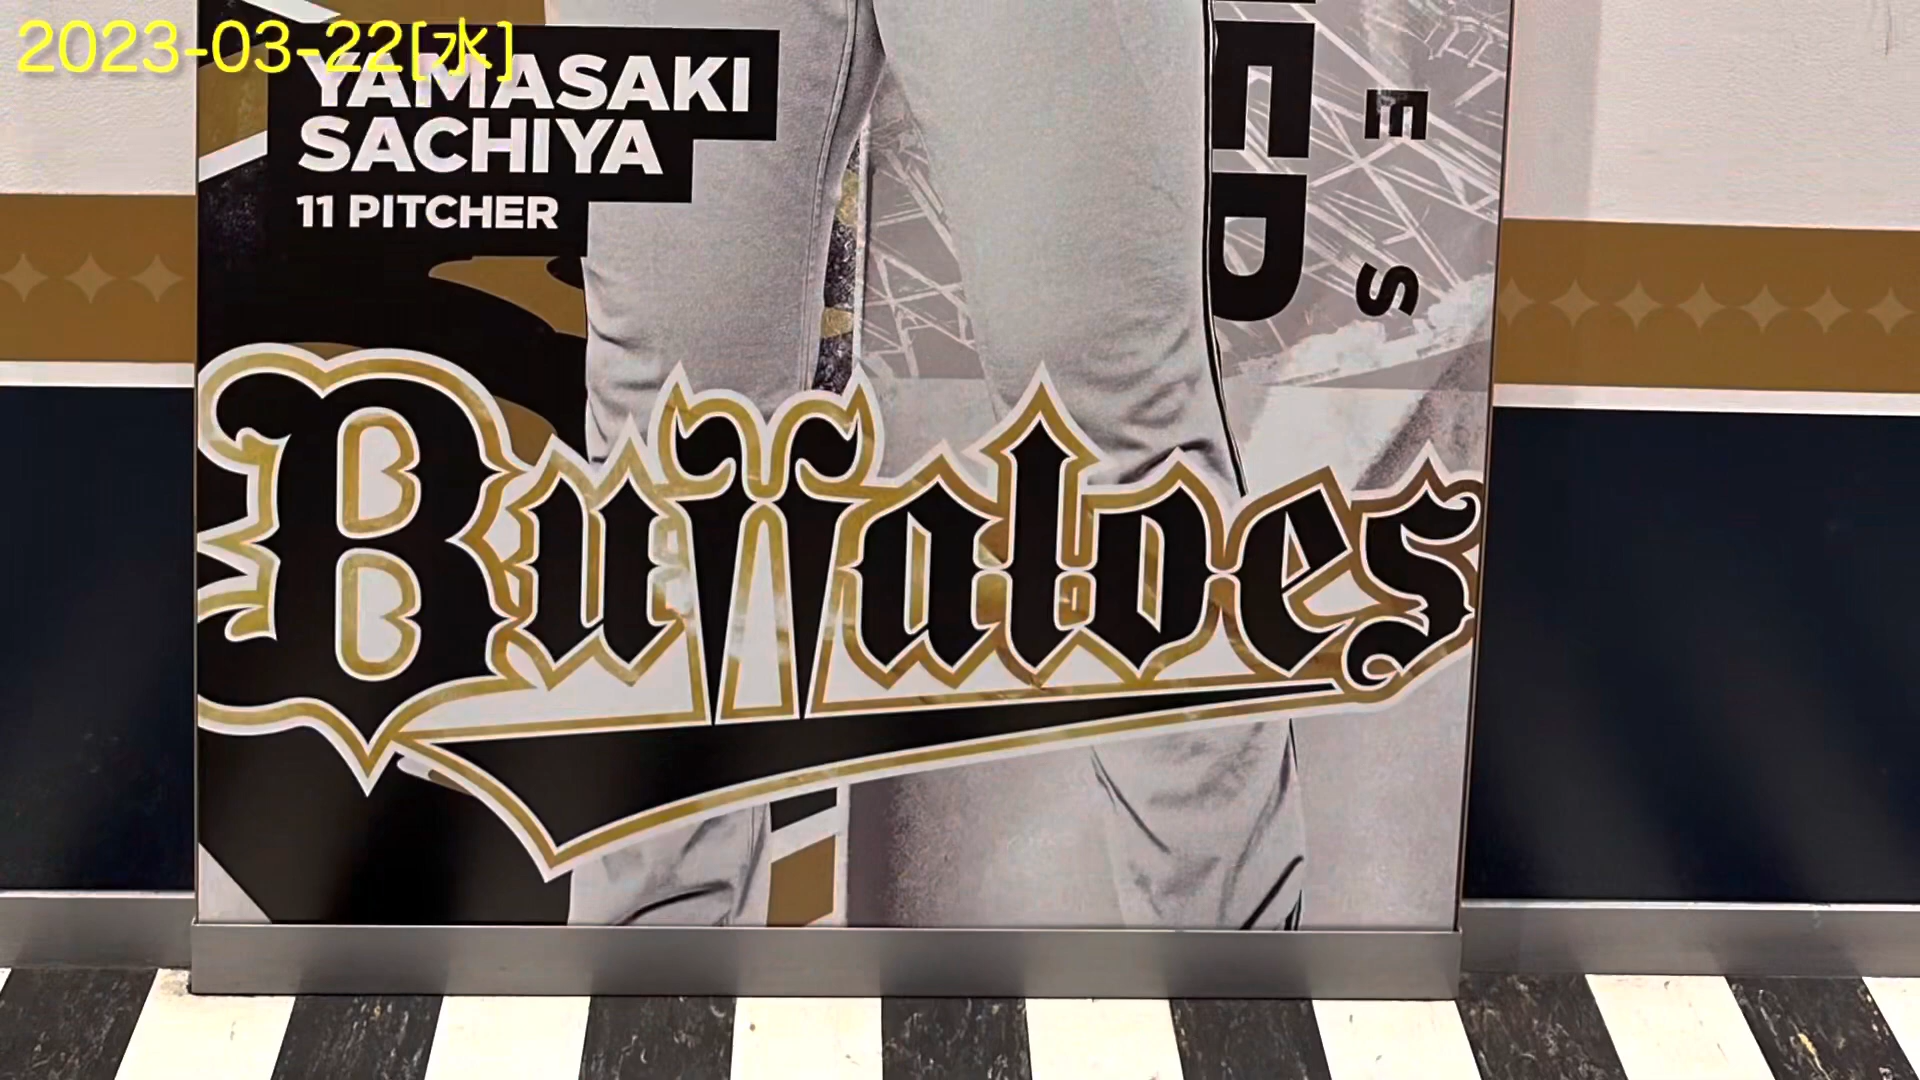 2023-03-22[水]
YAMASAKI
SACHIYA
11 PITCHER
E
S
Buffaloes